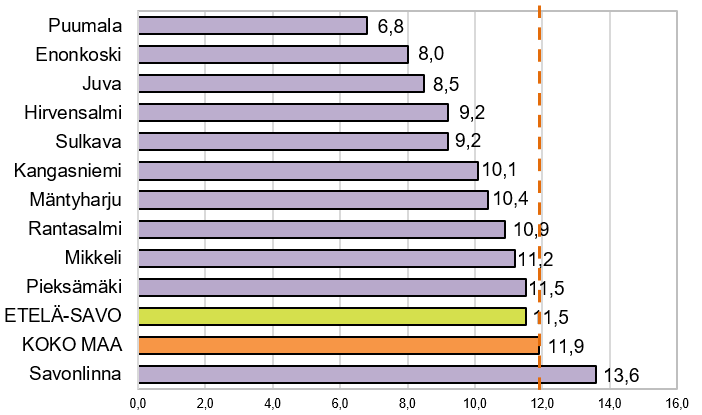 Puumala 6,8
Enonkoski 8,0
Juva 8,5
Hirvensalmi 9,2
Sulkava 9,2
Kangasniemi 10,1
Mäntyharju 10,4
Rantasalmi 10,9
Mikkeli 11,2
Pieksämäki 11,5
ETELÄ-SAVO 11,5
KOKO MAA 11,9
Savonlinna 13,6
0,0 2,0 4,0 6,0 8,0 10,0 12,0 14,0 16,0